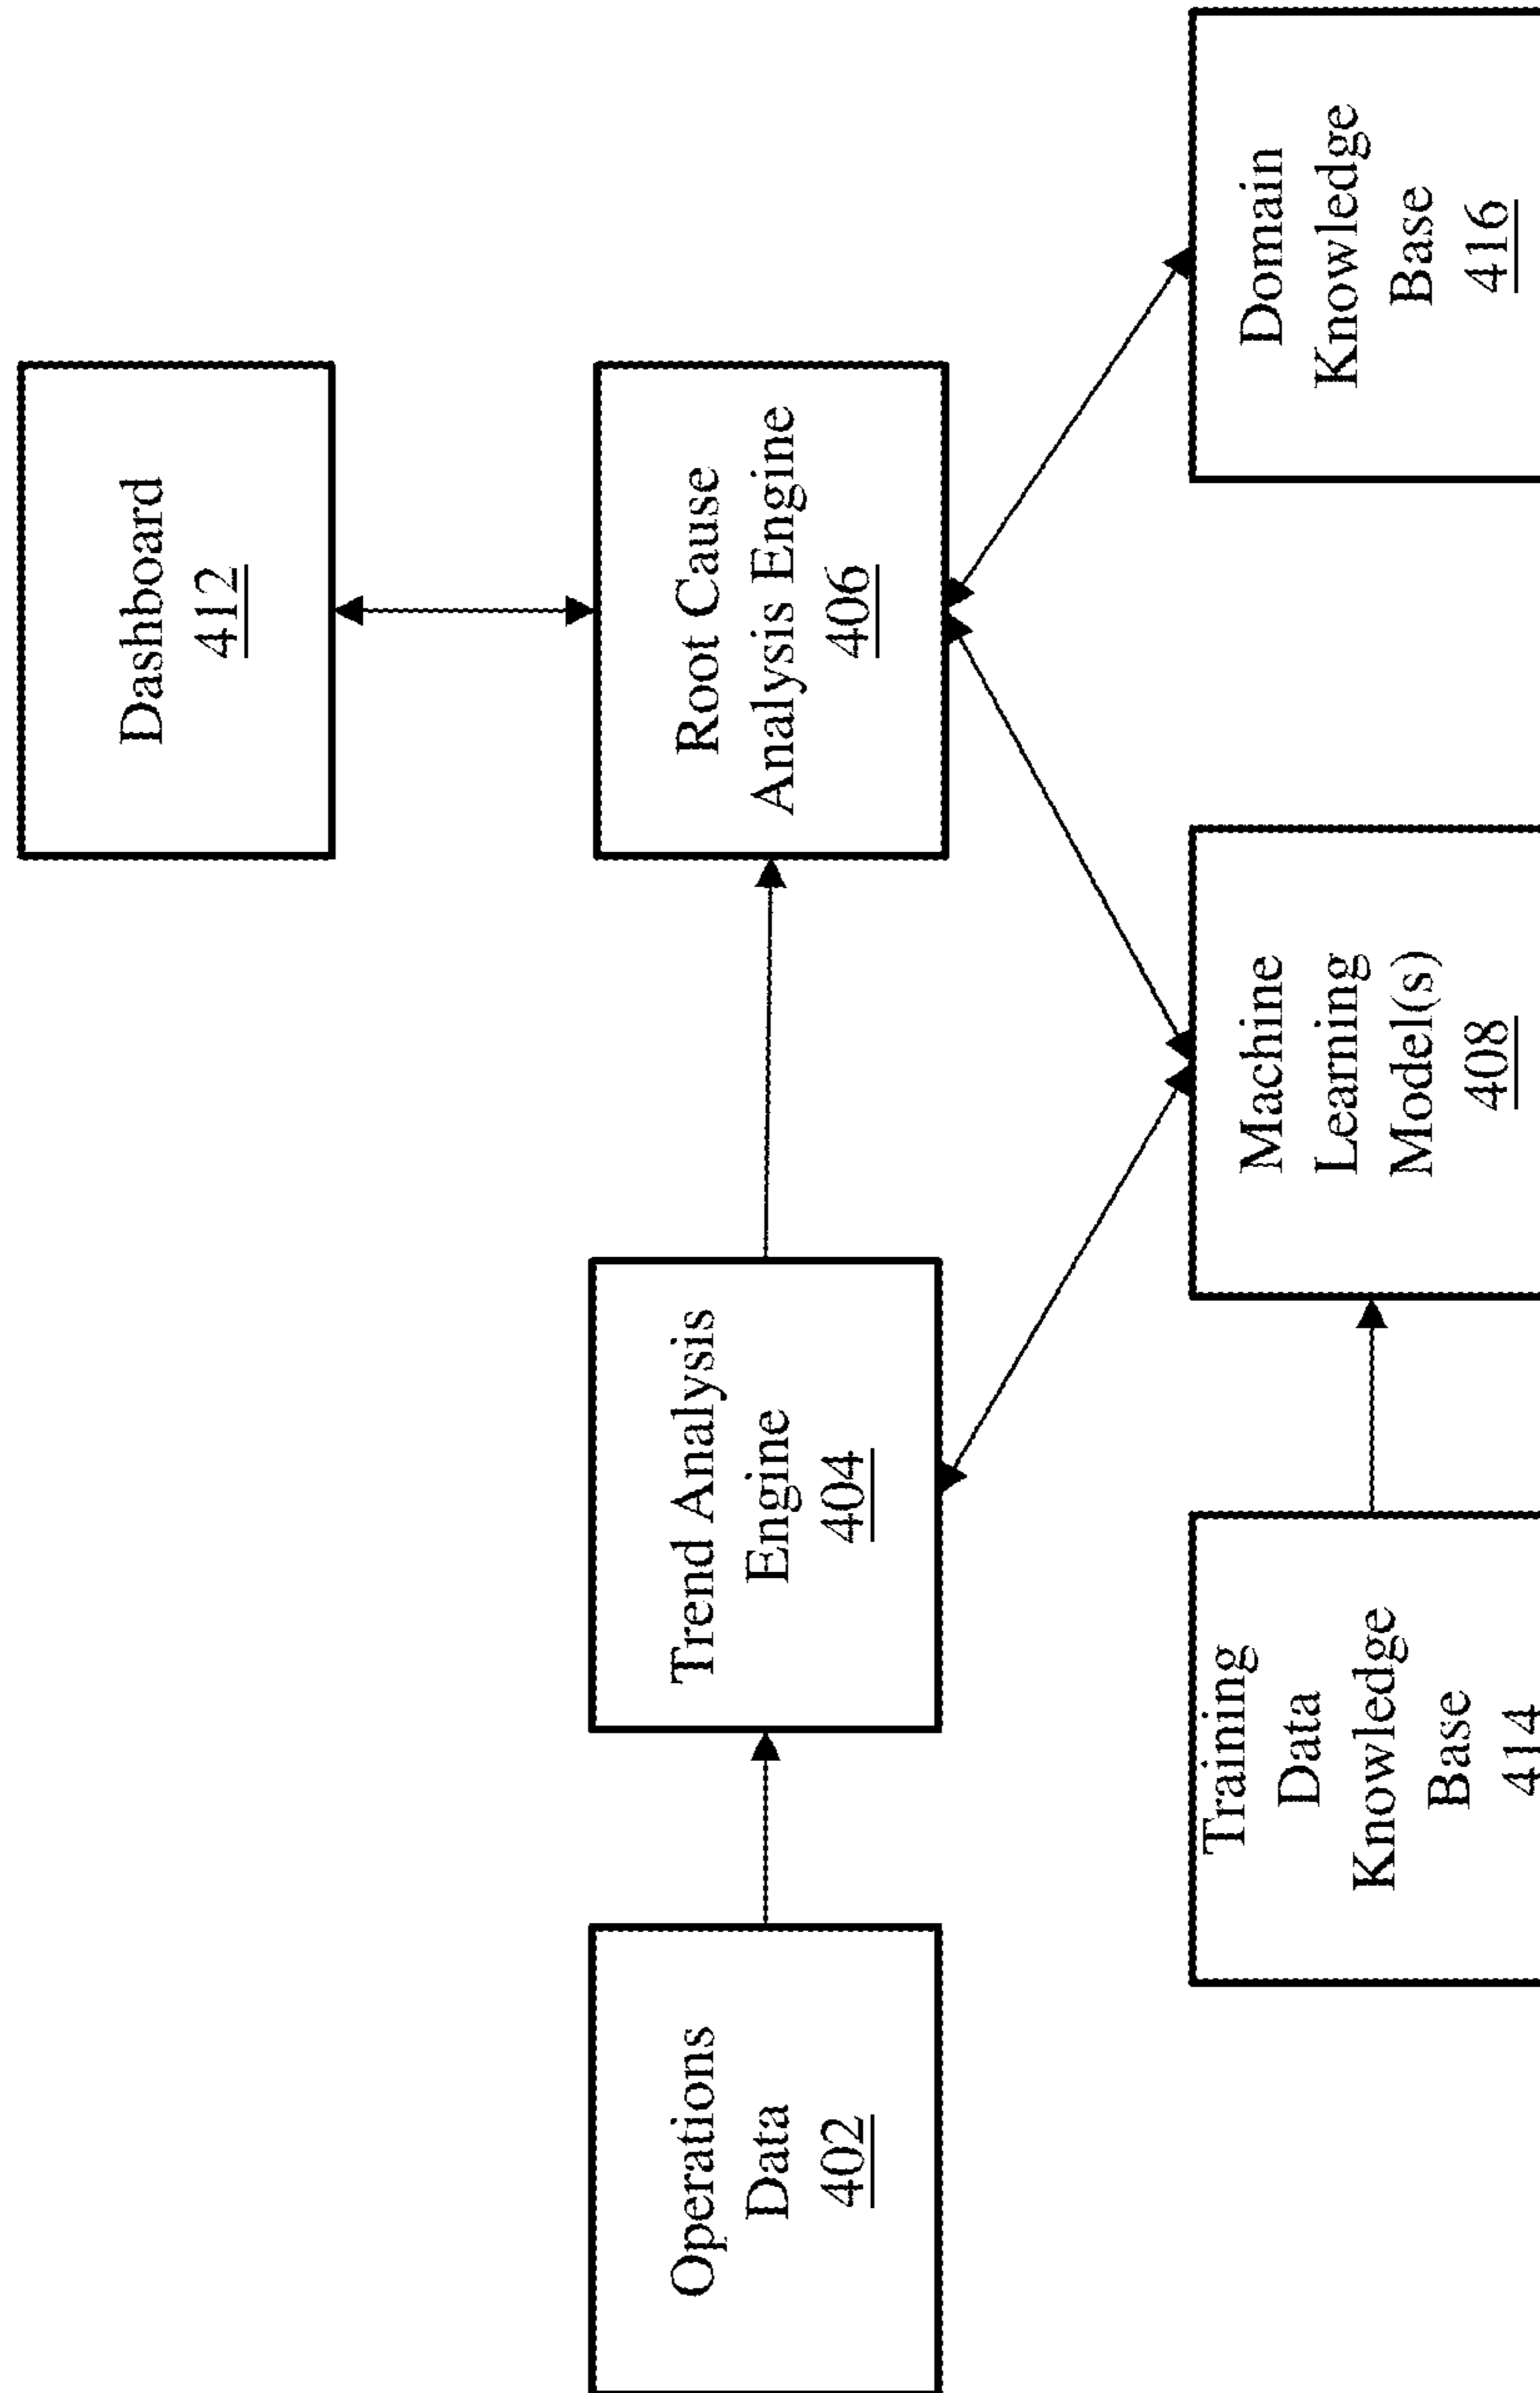 Dashboard
412
Operations
Data
402
Trend Analysis
Engine
404
Root Cause
Analysis Engine
406
Training
Data
Knowledge
Base
414
Machine
Learning
Model(s)
408
Domain
Knowledge
Base
416